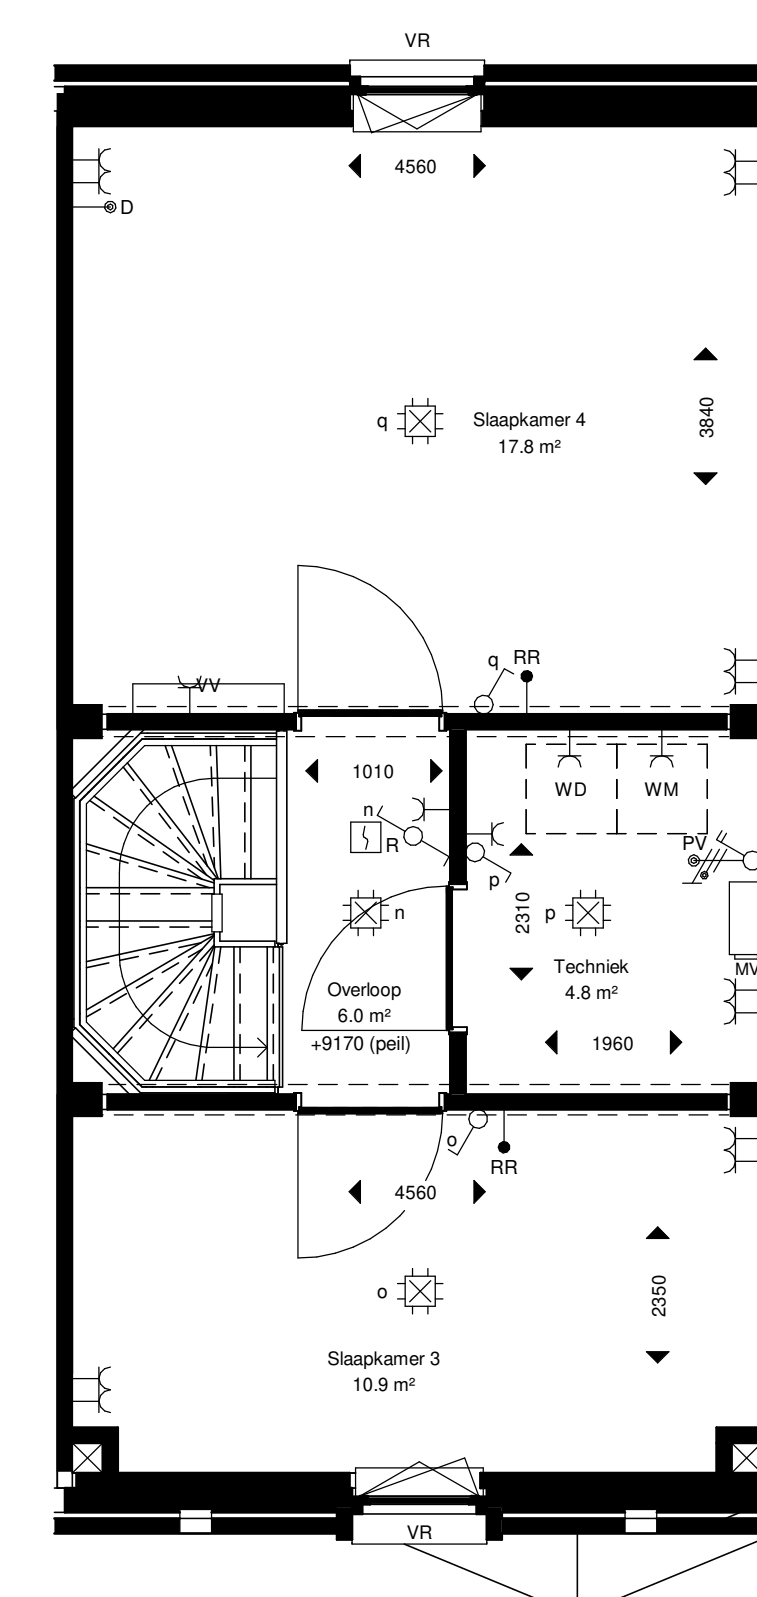 VR
4560
D
q
Slaapkamer 4
17.8 m²
3840
q
RR
VV
1010
WD
WM
n
R
PV
p
2310
n
p
Techniek
4.8 m²
MV
Overloop
6.0 m²
+9170 (peil)
1960
o
RR
4560
o
2350
Slaapkamer 3
10.9 m²
VR